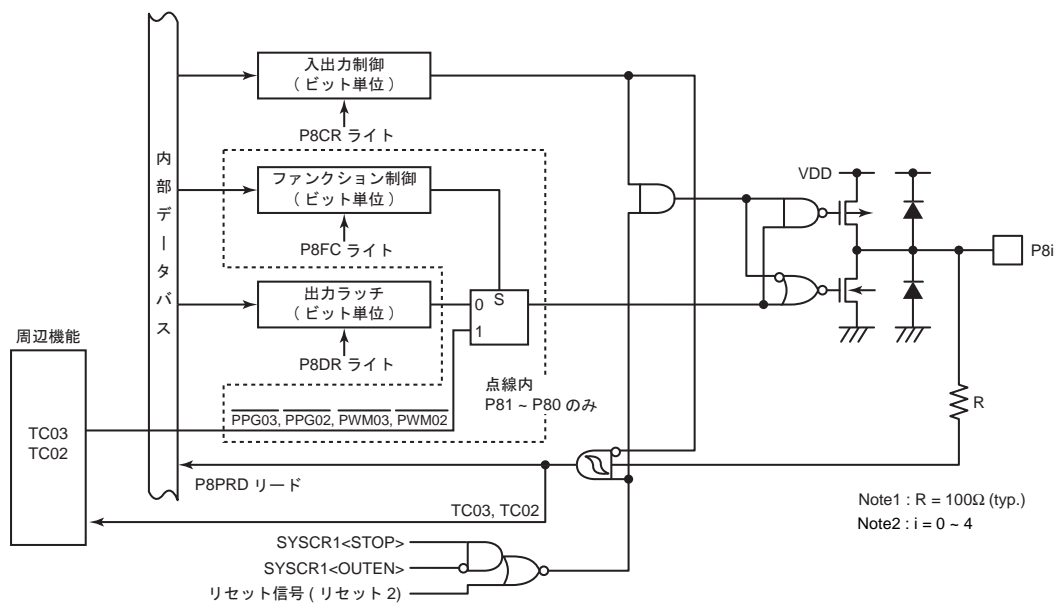 入出力制御
( ビット単位 )
P8CR ライト
内部データバス
ファンクション制御
( ビット単位 )
P8FC ライト
VDD
P8i
出力ラッチ
( ビット単位 )
P8DR ライト
0 S
1
周辺機能
点線内
P81 ~ P80 のみ
PPG03, PPG02, PWM03, PWM02
R
TC03
TC02
P8PRD リード
TC03, TC02
Note1 : R = 100Ω (typ.)
Note2 : i = 0 ~ 4
SYSCR1<STOP>
SYSCR1<OUTEN>
リセット信号 ( リセット 2)